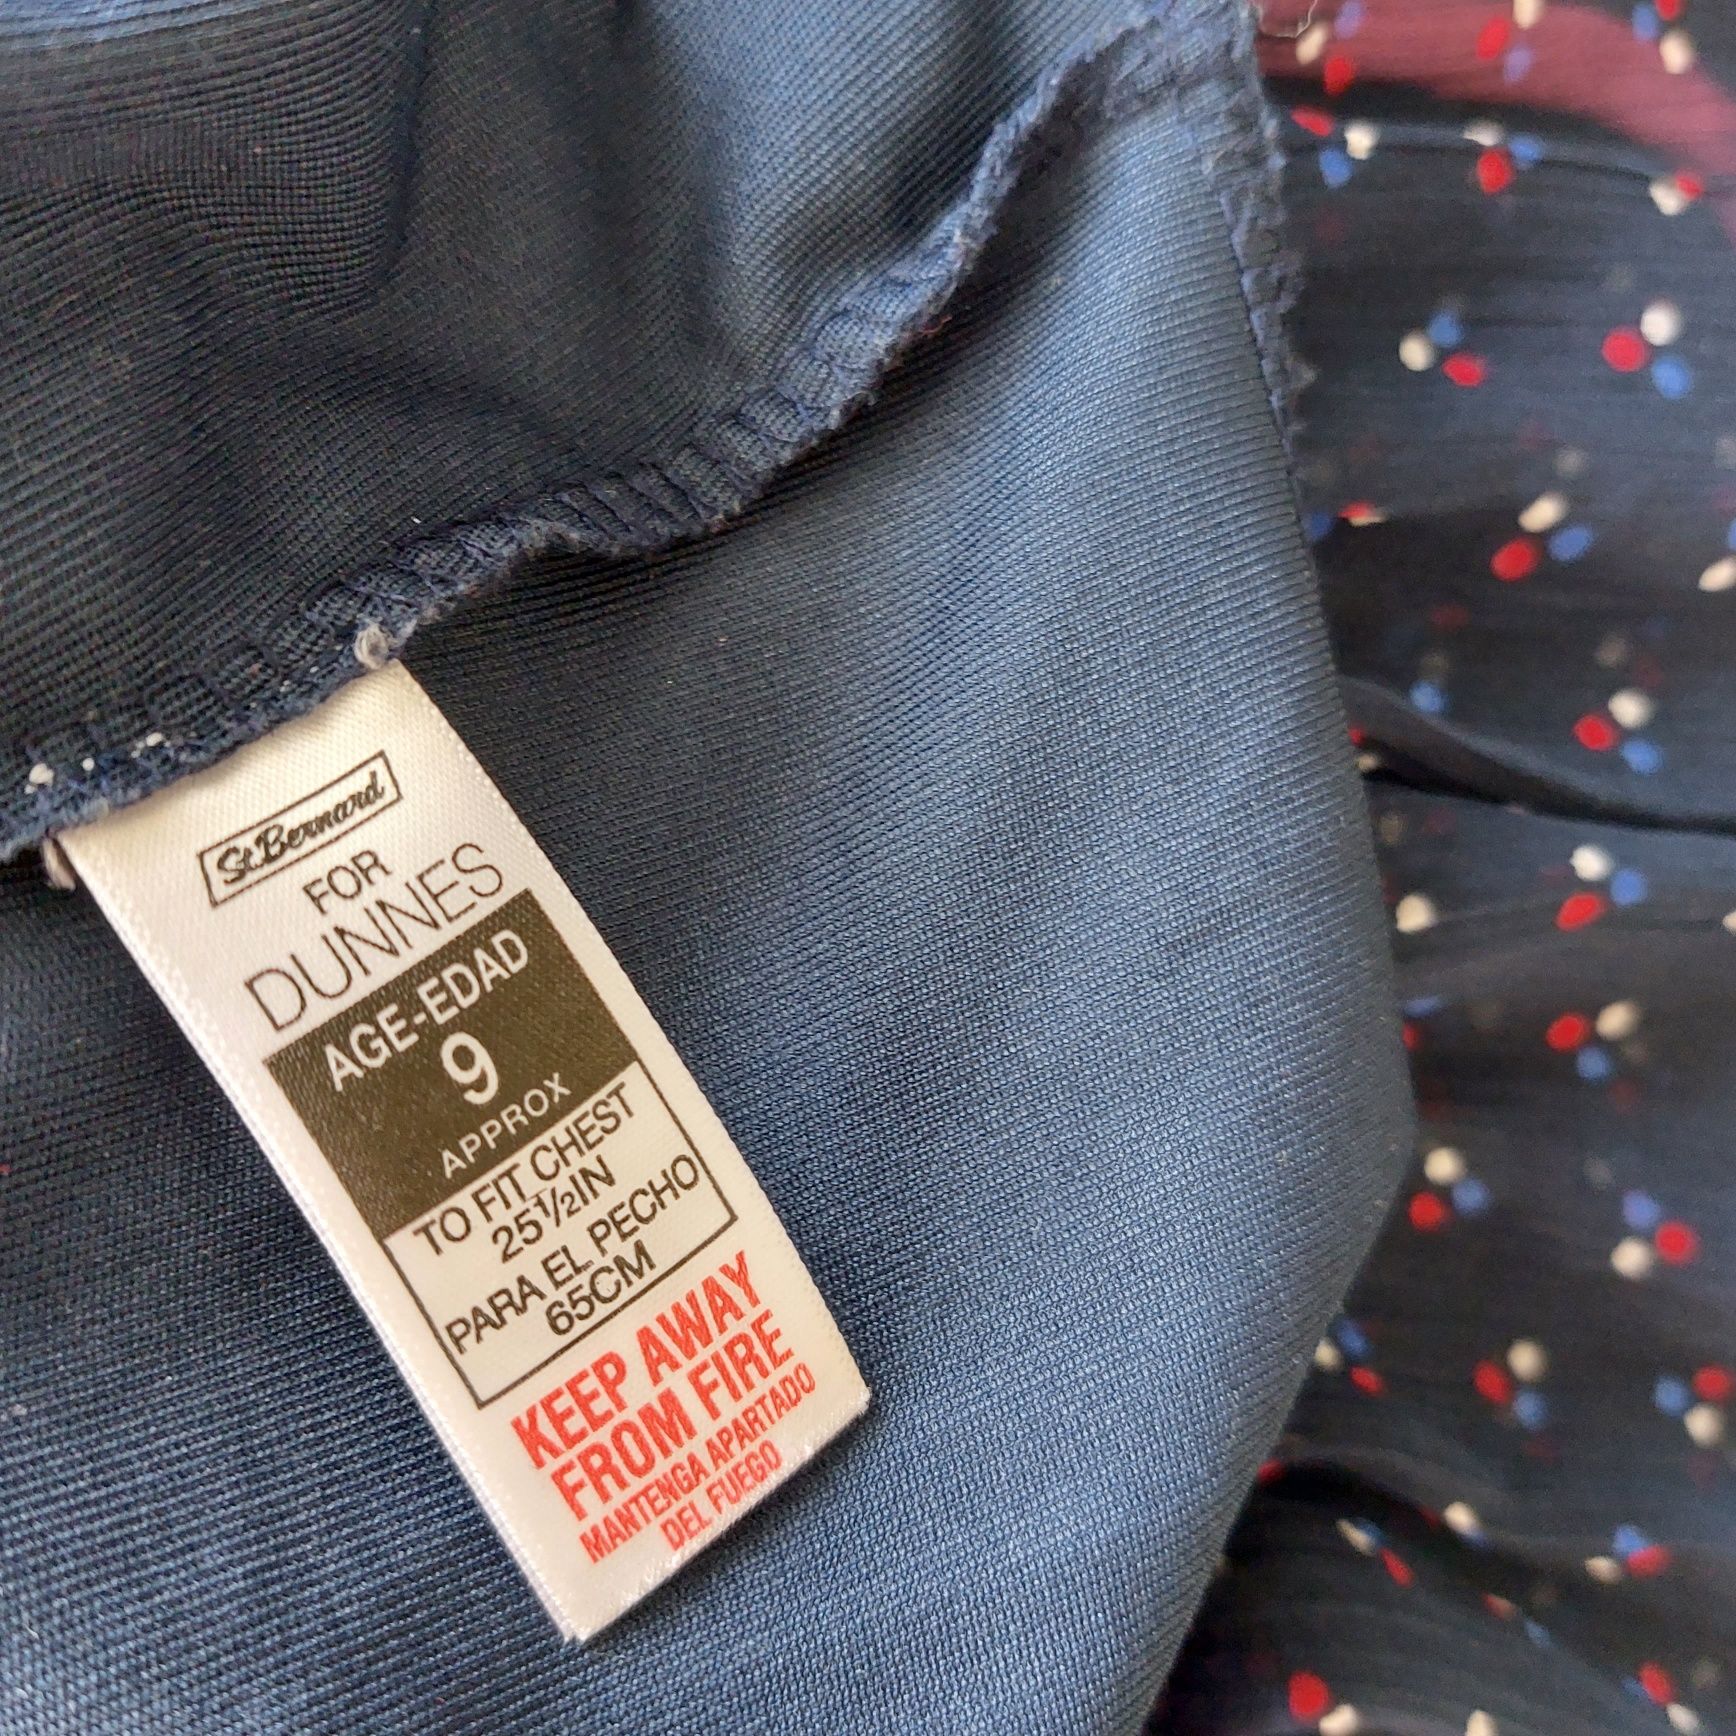 St.Bernard
FOR
DUNNES
AGE-EDAD
9
APPROX
TO FIT CHEST
25½IN
PARA EL PECHO
65CM
KEEP AWAY
FROM FIRE
MANTENGA APARTADO
DEL FUEGO